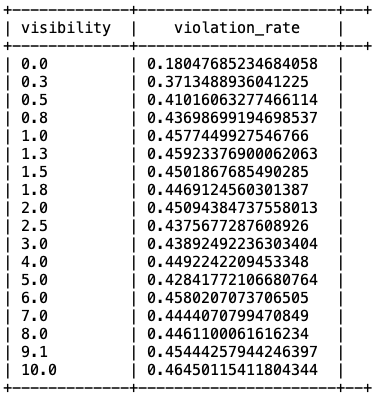 +------------+--------------------+--+
| visibility | violation_rate | |
+------------+--------------------+--+
| 0.0 | 0.18047685234684058 | |
| 0.3 | 0.3713488936041225 | |
| 0.5 | 0.41016063277466114 | |
| 0.8 | 0.43698699194698537 | |
| 1.0 | 0.4577449927546766 | |
| 1.3 | 0.45923376900062063 | |
| 1.5 | 0.4501867685490285 | |
| 1.8 | 0.4469124560301387 | |
| 2.0 | 0.45094384737558013 | |
| 2.5 | 0.4375677287608926 | |
| 3.0 | 0.43892492236303404 | |
| 4.0 | 0.4492242209453348 | |
| 5.0 | 0.42841772106680764 | |
| 6.0 | 0.4580207073706505 | |
| 7.0 | 0.4444070799470849 | |
| 8.0 | 0.4461100061616234 | |
| 9.1 | 0.45444257944246397 | |
| 10.0 | 0.46450115411804344 | |
+------------+--------------------+--+